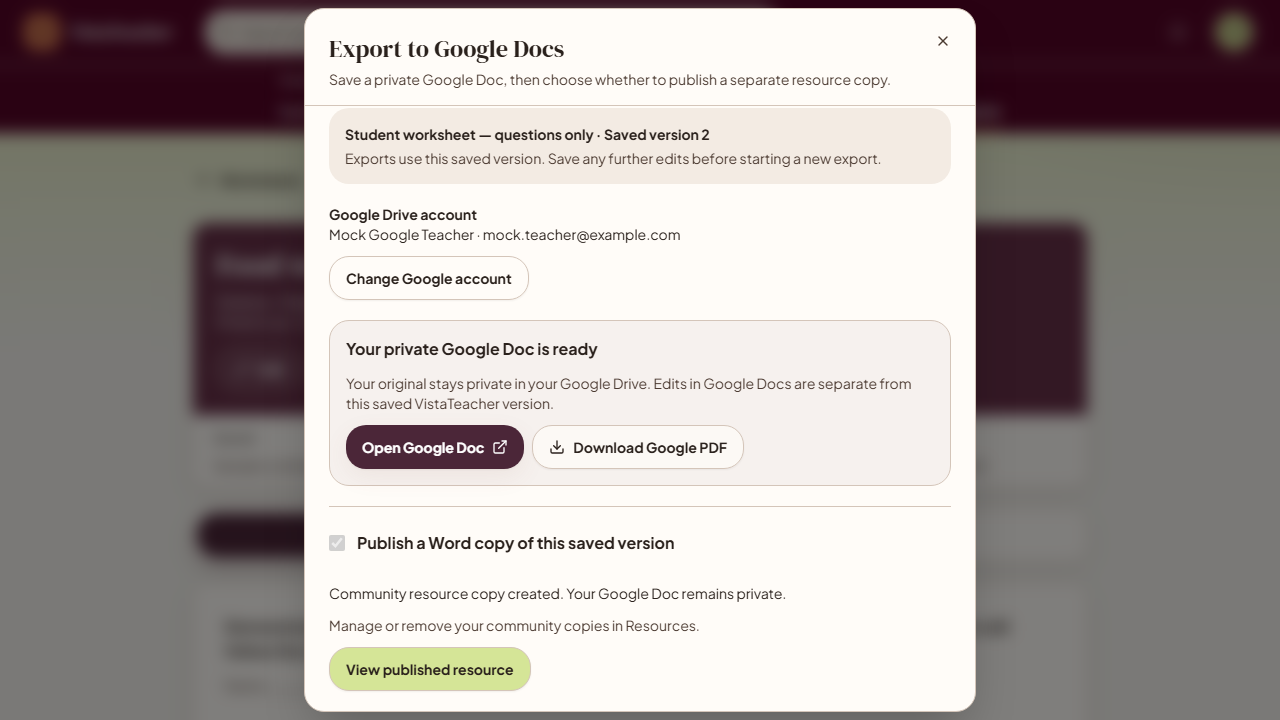 Export to Google Docs
Save a private Google Doc, then choose whether to publish a separate resource copy.
Student worksheet — questions only · Saved version 2
Exports use this saved version. Save any further edits before starting a new export.
Google Drive account
Mock Google Teacher · mock.teacher@example.com
Change Google account
Your private Google Doc is ready
Your original stays private in your Google Drive. Edits in Google Docs are separate from
this saved VistaTeacher version.
Open Google Doc
Download Google PDF
Publish a Word copy of this saved version
Community resource copy created. Your Google Doc remains private.
Manage or remove your community copies in Resources.
View published resource